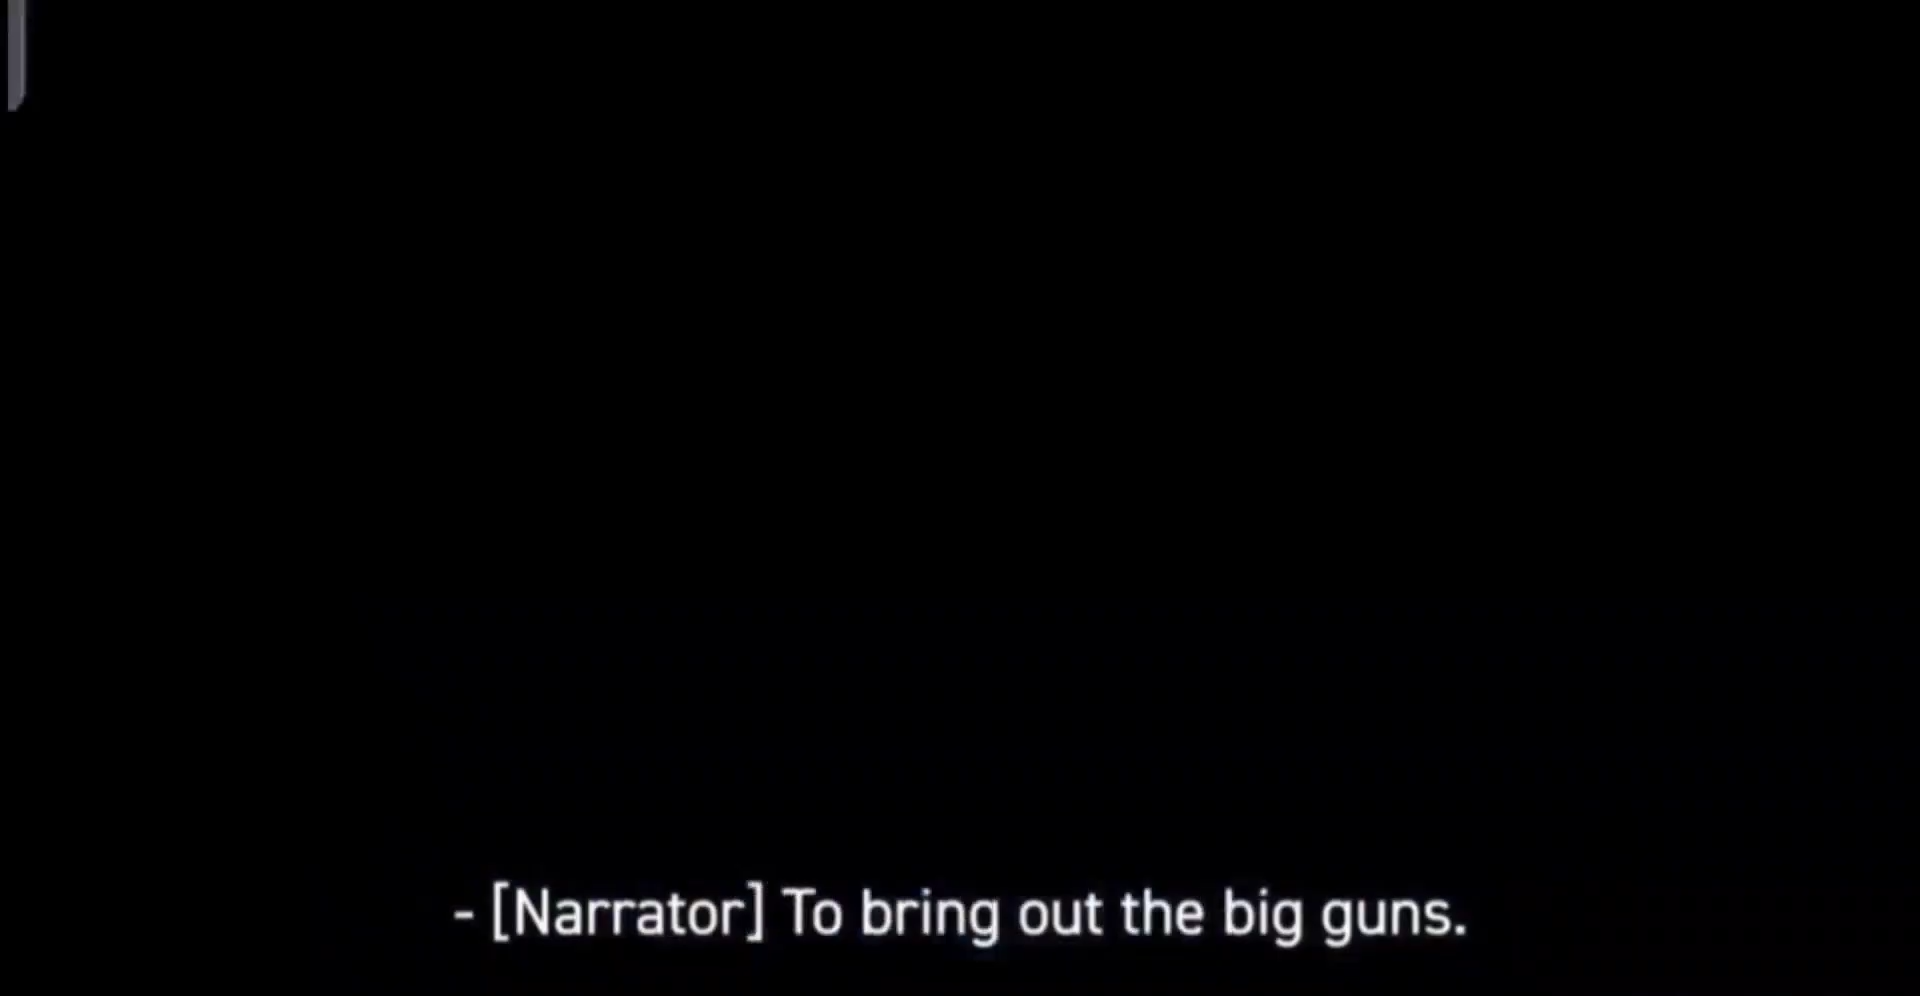 - [Narrator] To bring out the big guns.